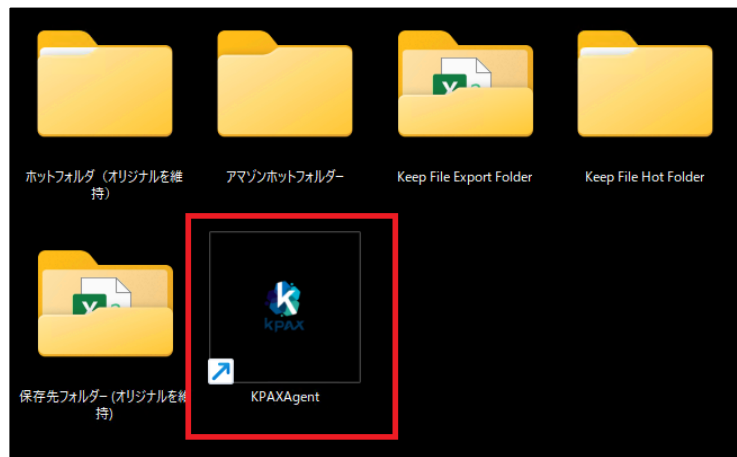 ホットフォルダ（オリジナルを維
持）
アマゾンホットフォルダー
Keep File Export Folder
Keep File Hot Folder
保存先フォルダー (オリジナルを維
持)
k
kpax
KPAXAgent